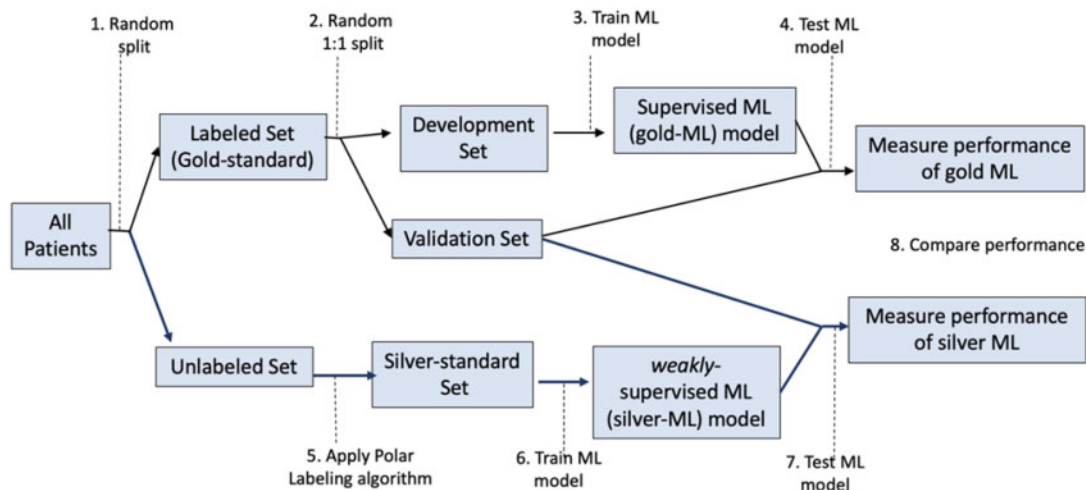 1. Random
split
2. Random
1:1 split
3. Train ML
model
4. Test ML
model
Labeled Set
(Gold-standard)
Development
Set
Supervised ML
(gold-ML) model
Measure performance
of gold ML
All
Patients
Validation Set
8. Compare performance
Unlabeled Set
Silver-standard
Set
weakly-
supervised ML
(silver-ML) model
Measure performance
of silver ML
5. Apply Polar
Labeling algorithm
6. Train ML
model
7. Test ML
model